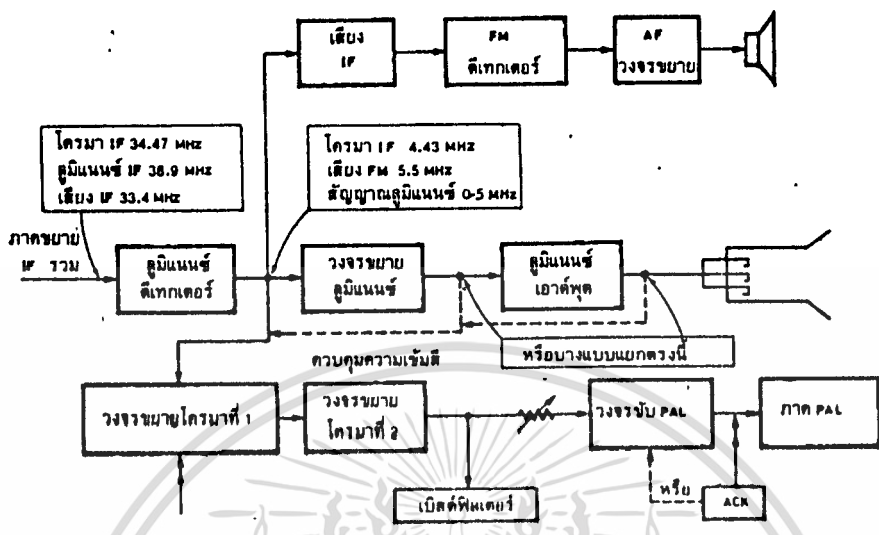 เสียง
IF
FM
ดีเทกเตอร์
AF
วงจรขยาย
โครมา IF 34.47 MHz
ลูมิแนนซ์ IF 38.9 MHz
เสียง IF 33.4 MHz
โครมา IF 4.43 MHz
เสียง FM 5.5 MHz
สัญญาณลูมิแนนซ์ 0-5 MHz
ภาคขยาย
IF รวม
ลูมิแนนซ์
ดีเทกเตอร์
วงจรขยาย
ลูมิแนนซ์
ลูมิแนนซ์
เอาต์พุต
หรือบางแบบแยกตรงนี้
ควบคุมความเข้มสี
วงจรขยายโครมาที่ 1
วงจรขยาย
โครมาที่ 2
วงจรขับ PAL
ภาค PAL
เบิสต์ฟิมเตอร์
หรือ
ACK